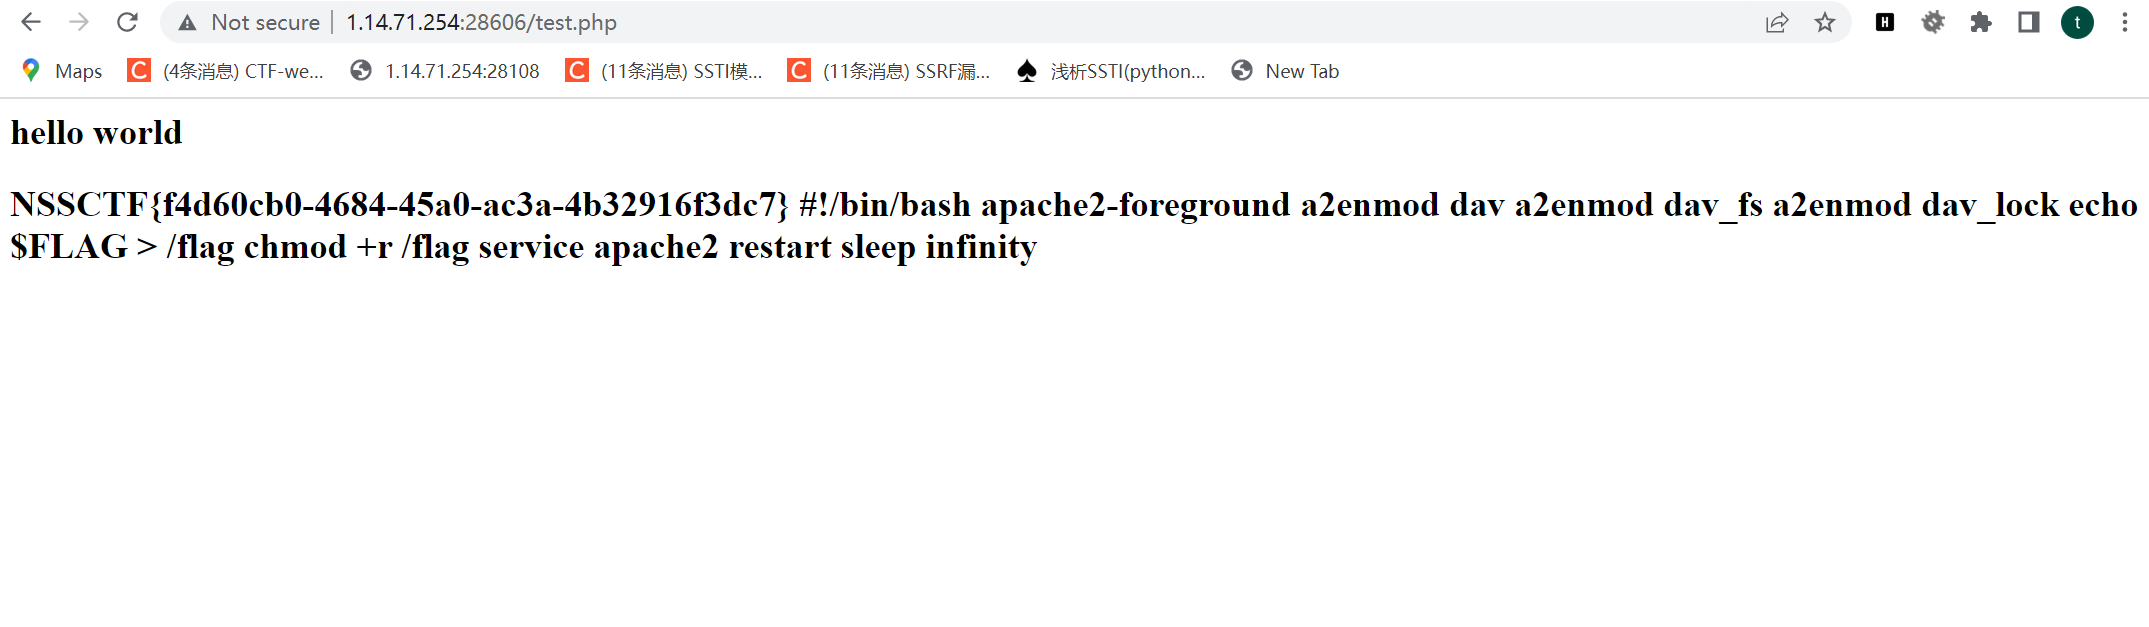 Not secure 1.14.71.254:28606/test.php H t
Maps C (4条消息) CTF-we... 1.14.71.254:28108 C (11条消息) SSTI模... C (11条消息) SSRF漏... 浅析SSTI(python... New Tab
hello world
NSSCTF{f4d60cb0-4684-45a0-ac3a-4b32916f3dc7} #!/bin/bash apache2-foreground a2enmod dav a2enmod dav_fs a2enmod dav_lock echo
$FLAG > /flag chmod +r /flag service apache2 restart sleep infinity